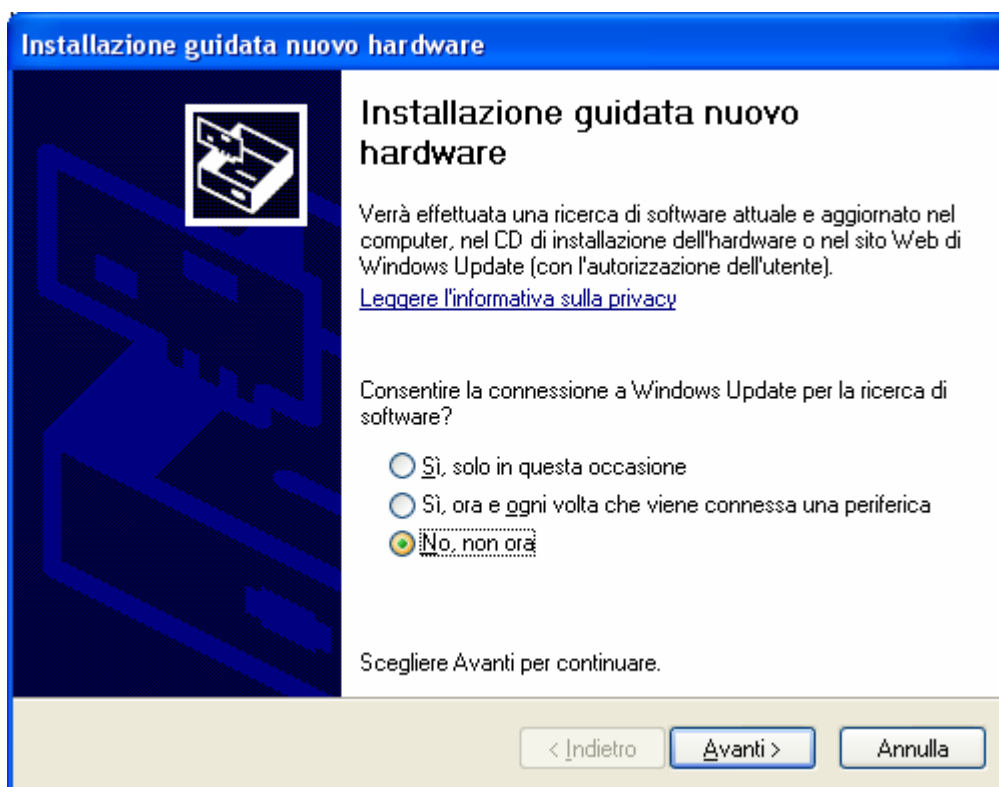 Installazione guidata nuovo hardware
Installazione guidata nuovo
hardware
Verrà effettuata una ricerca di software attuale e aggiornato nel
computer, nel CD di installazione dell'hardware o nel sito Web di
Windows Update (con l'autorizzazione dell'utente).
Leggere l'informativa sulla privacy
Consentire la connessione a Windows Update per la ricerca di
software?
Sì, solo in questa occasione
Sì, ora e ogni volta che viene connessa una periferica
No, non ora
Scegliere Avanti per continuare.
< Indietro Avanti > Annulla